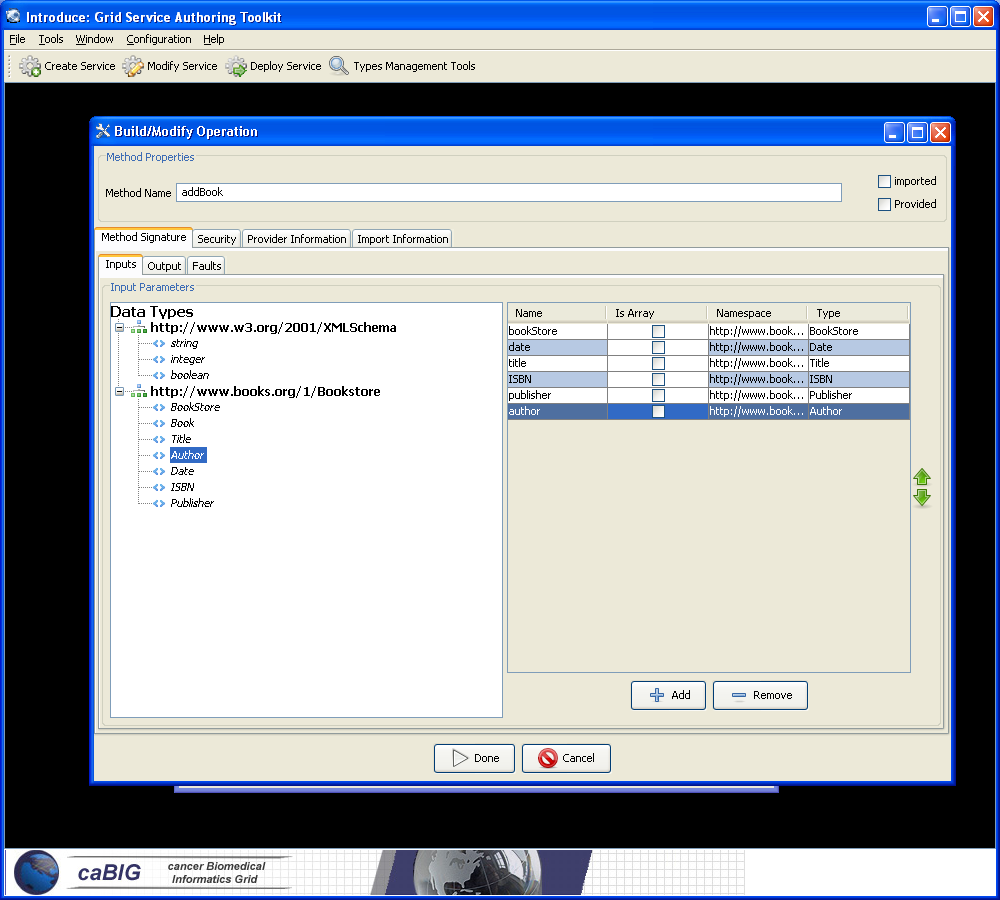 Introduce: Grid Service Authoring Toolkit
File Tools Window Configuration Help
Create Service Modify Service Deploy Service Types Management Tools
Build/Modify Operation
Method Properties
Method Name addBook
imported
Provided
Method Signature Security Provider Information Import Information
Inputs Output Faults
Input Parameters
Data Types
http://www.w3.org/2001/XMLSchema
string
integer
boolean
http://www.books.org/1/Bookstore
BookStore
Book
Title
Author
Date
ISBN
Publisher
Name Is Array Namespace Type
bookStore http://www.book... BookStore
date http://www.book... Date
title http://www.book... Title
ISBN http://www.book... ISBN
publisher http://www.book... Publisher
author http://www.book... Author
Add Remove
Done Cancel
caBIG
cancer Biomedical
Informatics Grid